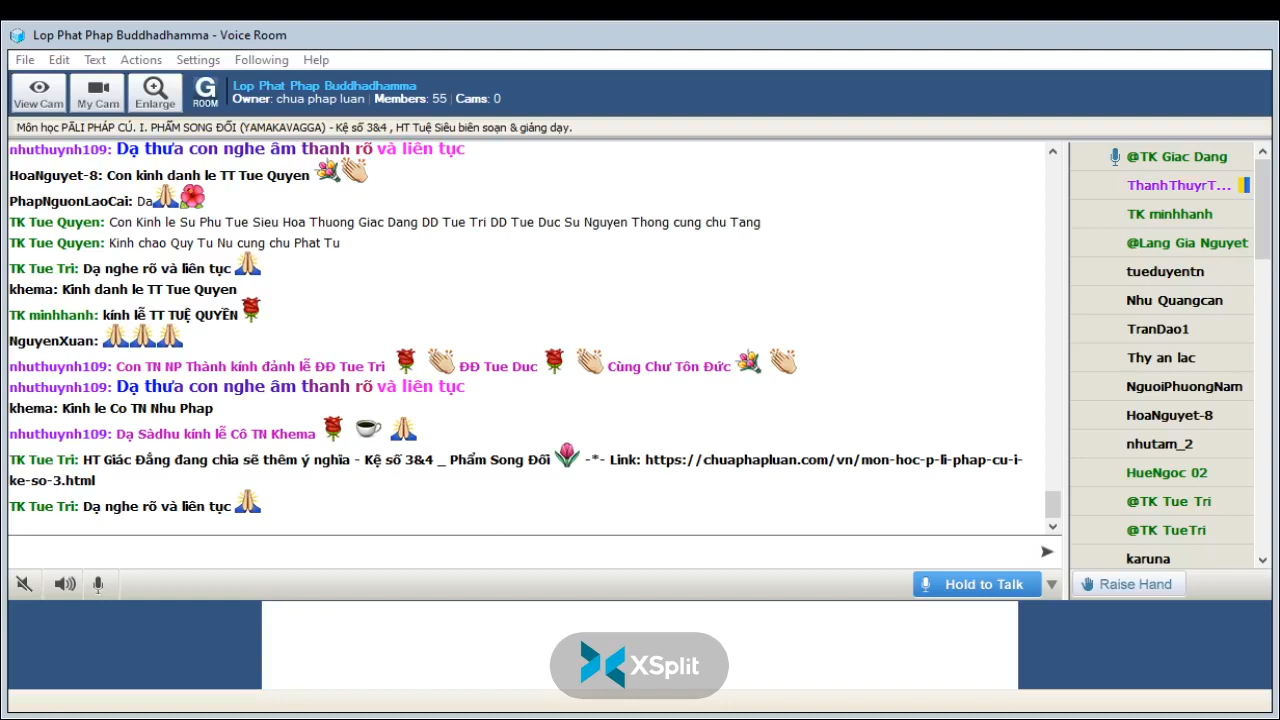 Lop Phat Phap Buddhadhamma - Voice Room
File Edit Text Actions Settings Following Help
View Cam My Cam Enlarge G ROOM
Lop Phat Phap Buddhadhamma
Owner: chua phap luan | Members: 55 | Cams: 0
Môn học PĀLI PHÁP CÚ. I. PHẨM SONG ĐỐI (YAMAKAVAGGA) - Kệ số 3&4 , HT Tuệ Siêu biên soạn & giảng dạy.
nhuthuynh109: Dạ thưa con nghe âm thanh rõ và liên tục
HoaNguyet-8: Con kinh danh le TT Tue Quyen
PhapNguonLaoCai: Da
TK Tue Quyen: Con Kinh le Su Phu Tue Sieu Hoa Thuong Giac Dang DD Tue Tri DD Tue Duc Su Nguyen Thong cung chu Tang
TK Tue Quyen: Kinh chao Quy Tu Nu cung chu Phat Tu
TK Tue Tri: Dạ nghe rõ và liên tục
khema: Kinh danh le TT Tue Quyen
TK minhhanh: kính lễ TT TUỆ QUYỀN
NguyenXuan:
nhuthuynh109: Con TN NP Thành kính đảnh lễ ĐĐ Tue Tri ĐĐ Tue Duc Cùng Chư Tôn Đức
nhuthuynh109: Dạ thưa con nghe âm thanh rõ và liên tục
khema: Kinh le Co TN Nhu Phap
nhuthuynh109: Dạ Sàdhu kính lễ Cô TN Khema
TK Tue Tri: HT Giác Đẳng đang chia sẽ thêm ý nghĩa - Kệ số 3&4 _ Phẩm Song Đối -*- Link: https://chuaphapluan.com/vn/mon-hoc-p-li-phap-cu-i-
ke-so-3.html
TK Tue Tri: Dạ nghe rõ và liên tục
@TK Giac Dang
ThanhThuyrT...
TK minhhanh
@Lang Gia Nguyet
tueduyentn
Nhu Quangcan
TranDao1
Thy an lac
NguoiPhuongNam
HoaNguyet-8
nhutam_2
HueNgoc 02
@TK Tue Tri
@TK TueTri
karuna
Hold to Talk
Raise Hand
XSplit